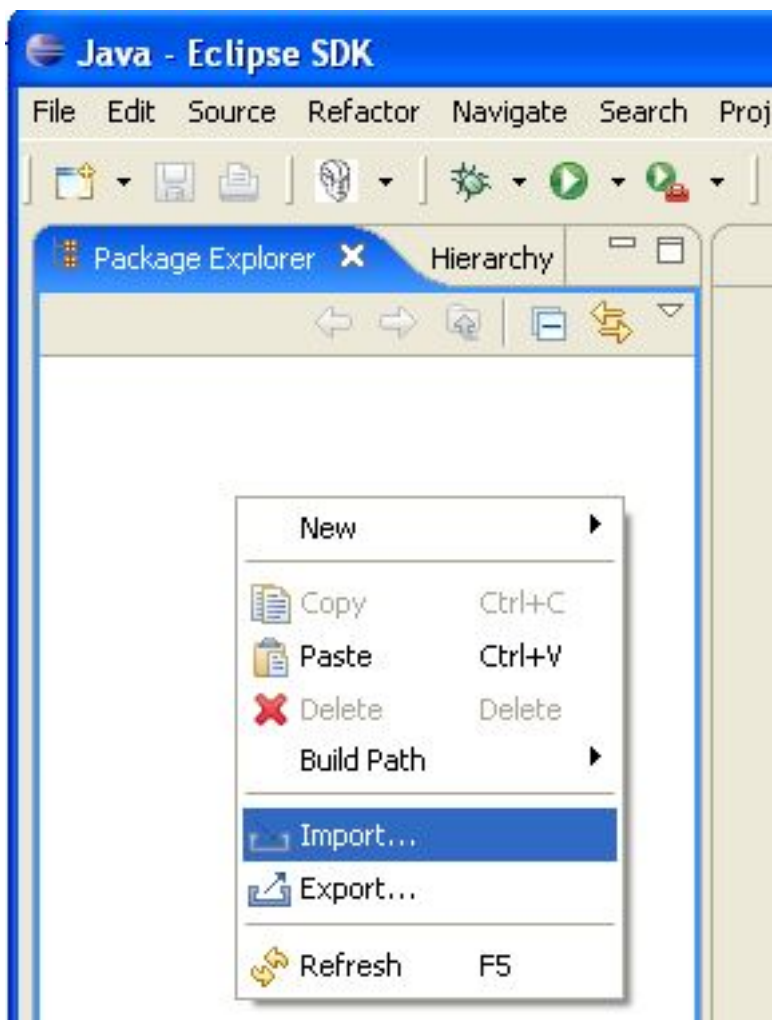 Java - Eclipse SDK
File Edit Source Refactor Navigate Search Proj
Package Explorer Hierarchy
New
Copy Ctrl+C
Paste Ctrl+V
Delete Delete
Build Path
Import...
Export...
Refresh F5